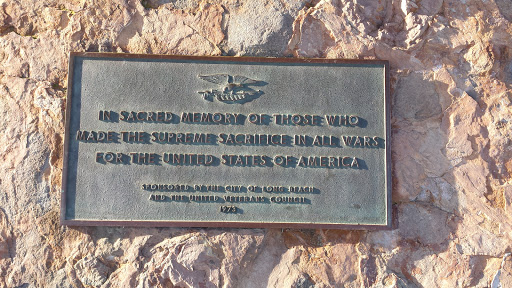 IN SACRED MEMORY OF THOSE WHO
MADE THE SUPREME SACRIFICE IN ALL WARS
FOR THE UNITED STATES OF AMERICA
SPONSORED BY THE CITY OF LONG BEACH
AND THE UNITED VETERANS COUNCIL
1973